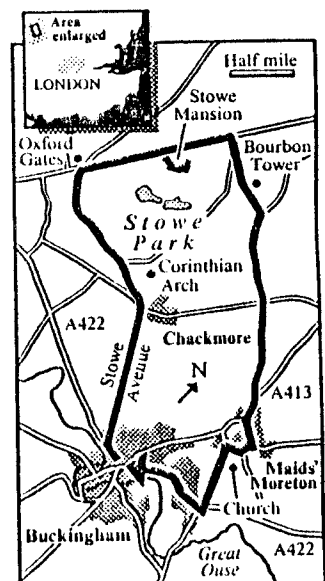 Area
enlarged
LONDON
Half mile
Stowe
Mansion
Oxford
Gates
Bourbon
Tower
Stowe
Park
Corinthian
Arch
A422
Chackmore
Stowe
Avenue
N
A413
Maids'
Moreton
Church
Buckingham
A422
Great
Ouse